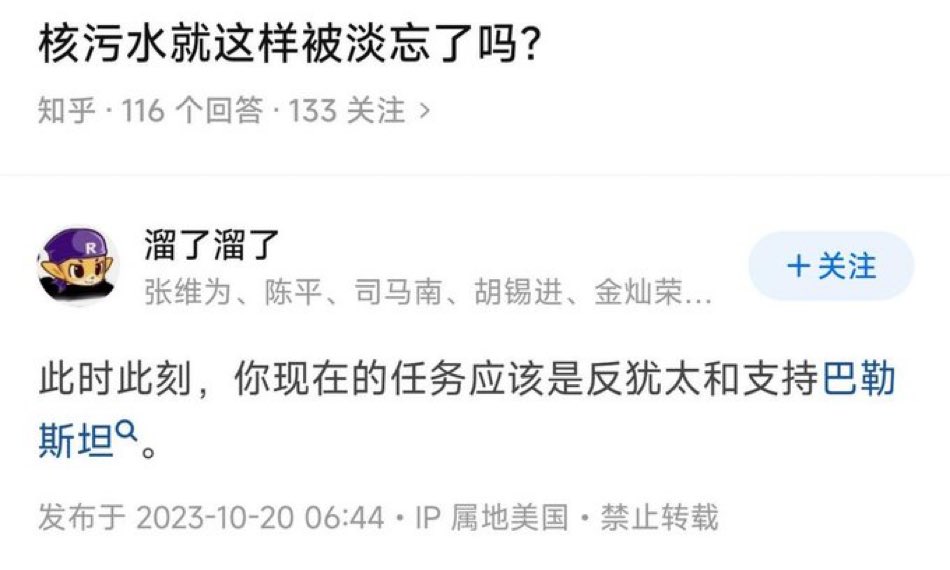 核污水就这样被淡忘了吗？
知乎 · 116 个回答 · 133 关注 >
R
溜了溜了
张维为、陈平、司马南、胡锡进、金灿荣...
+关注
此时此刻，你现在的任务应该是反犹太和支持巴勒
斯坦。
发布于 2023-10-20 06:44 · IP 属地美国 · 禁止转载